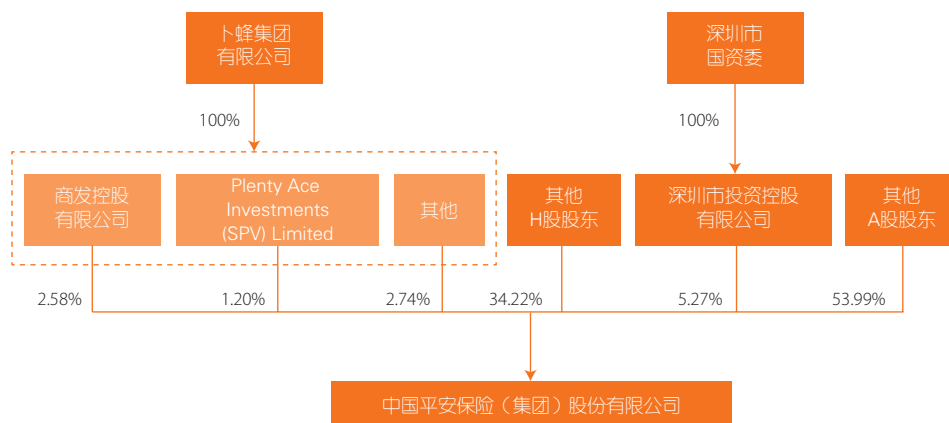 卜蜂集团
有限公司
深圳市
国资委
100%
100%
商发控股
有限公司
Plenty Ace
Investments
(SPV) Limited
其他
其他
H股股东
深圳市投资控股
有限公司
其他
A股股东
2.58%
1.20%
2.74%
34.22%
5.27%
53.99%
中国平安保险（集团）股份有限公司